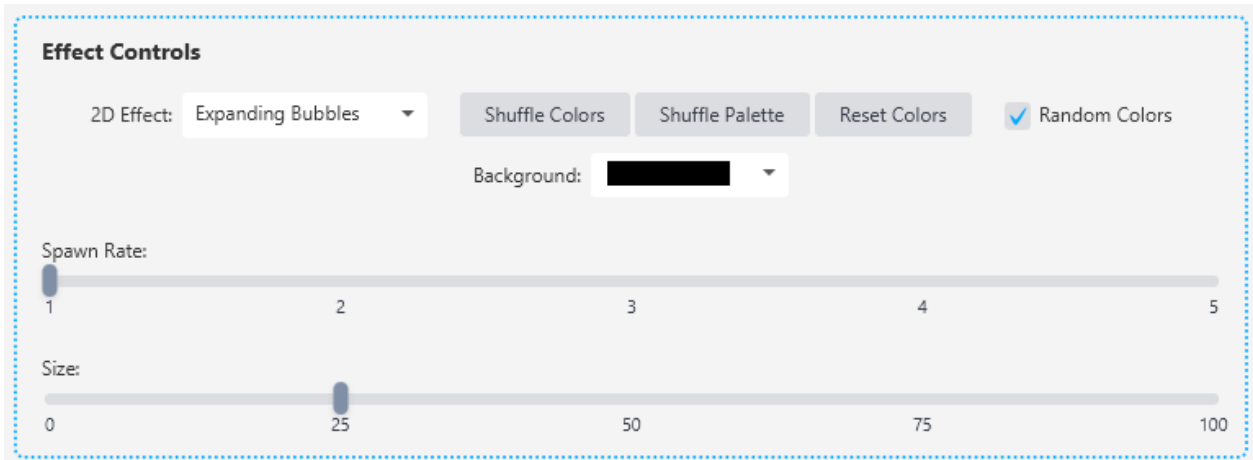 Effect Controls
2D Effect: Expanding Bubbles Shuffle Colors Shuffle Palette Reset Colors Random Colors
Background:
Spawn Rate:
1 2 3 4 5
Size:
0 25 50 75 100